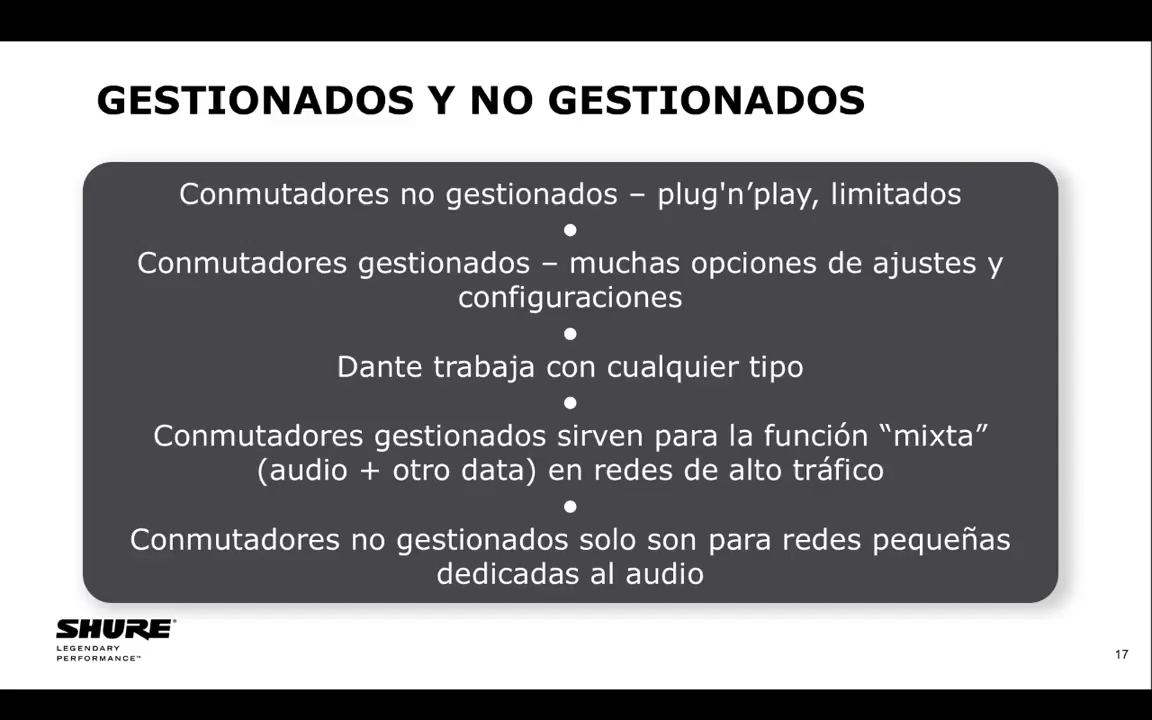 GESTIONADOS Y NO GESTIONADOS
Conmutadores no gestionados – plug'n’play, limitados
•
Conmutadores gestionados – muchas opciones de ajustes y
configuraciones
•
Dante trabaja con cualquier tipo
•
Conmutadores gestionados sirven para la función “mixta”
(audio + otro data) en redes de alto tráfico
•
Conmutadores no gestionados solo son para redes pequeñas
dedicadas al audio
SHURE®
LEGENDARY
PERFORMANCE™
17